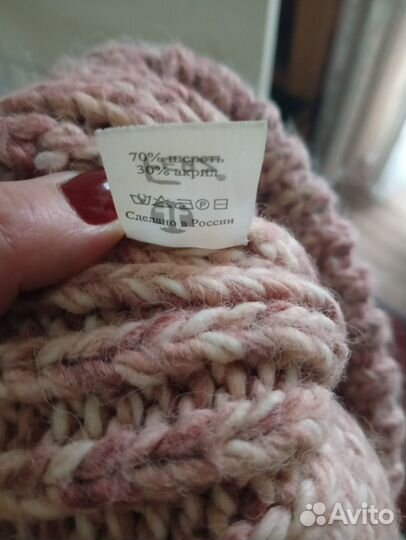 70% шерсть
30% акрил
Сделано в России
Avito